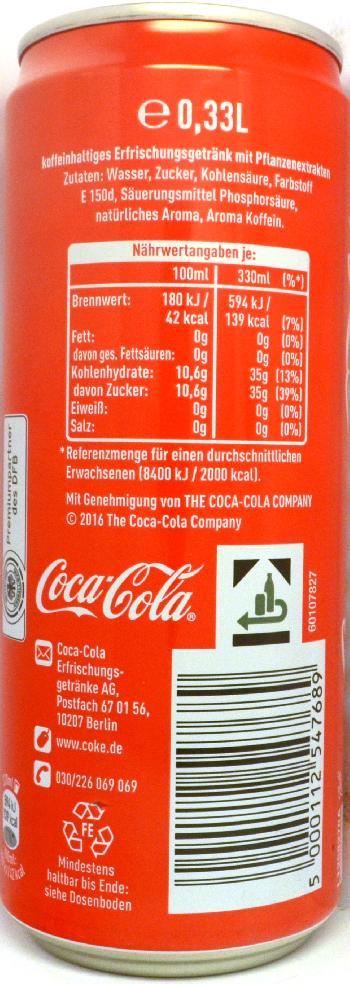 ℮ 0,33L
koffeinhaltiges Erfrischungsgetränk mit Pflanzenextrakten
Zutaten: Wasser, Zucker, Kohlensäure, Farbstoff
E 150d, Säuerungsmittel Phosphorsäure,
natürliches Aroma, Aroma Koffein.
Nährwertangaben je:
100ml 330ml (%*)
Brennwert: 180 kJ / 594 kJ /
42 kcal 139 kcal (7%)
Fett: 0g 0g (0%)
davon ges. Fettsäuren: 0g 0g (0%)
Kohlenhydrate: 10,6g 35g (13%)
davon Zucker: 10,6g 35g (39%)
Eiweiß: 0g 0g (0%)
Salz: 0g 0g (0%)
*Referenzmenge für einen durchschnittlichen
Erwachsenen (8400 kJ / 2000 kcal).
Mit Genehmigung von THE COCA-COLA COMPANY
© 2016 The Coca-Cola Company
Premiumpartner
des DFB
Coca-Cola®
60107827
Coca-Cola
Erfrischungs-
getränke AG,
Postfach 67 01 56,
10207 Berlin
www.coke.de
030/226 069 069
FE
Mindestens
haltbar bis Ende:
siehe Dosenboden
5 000112 547689